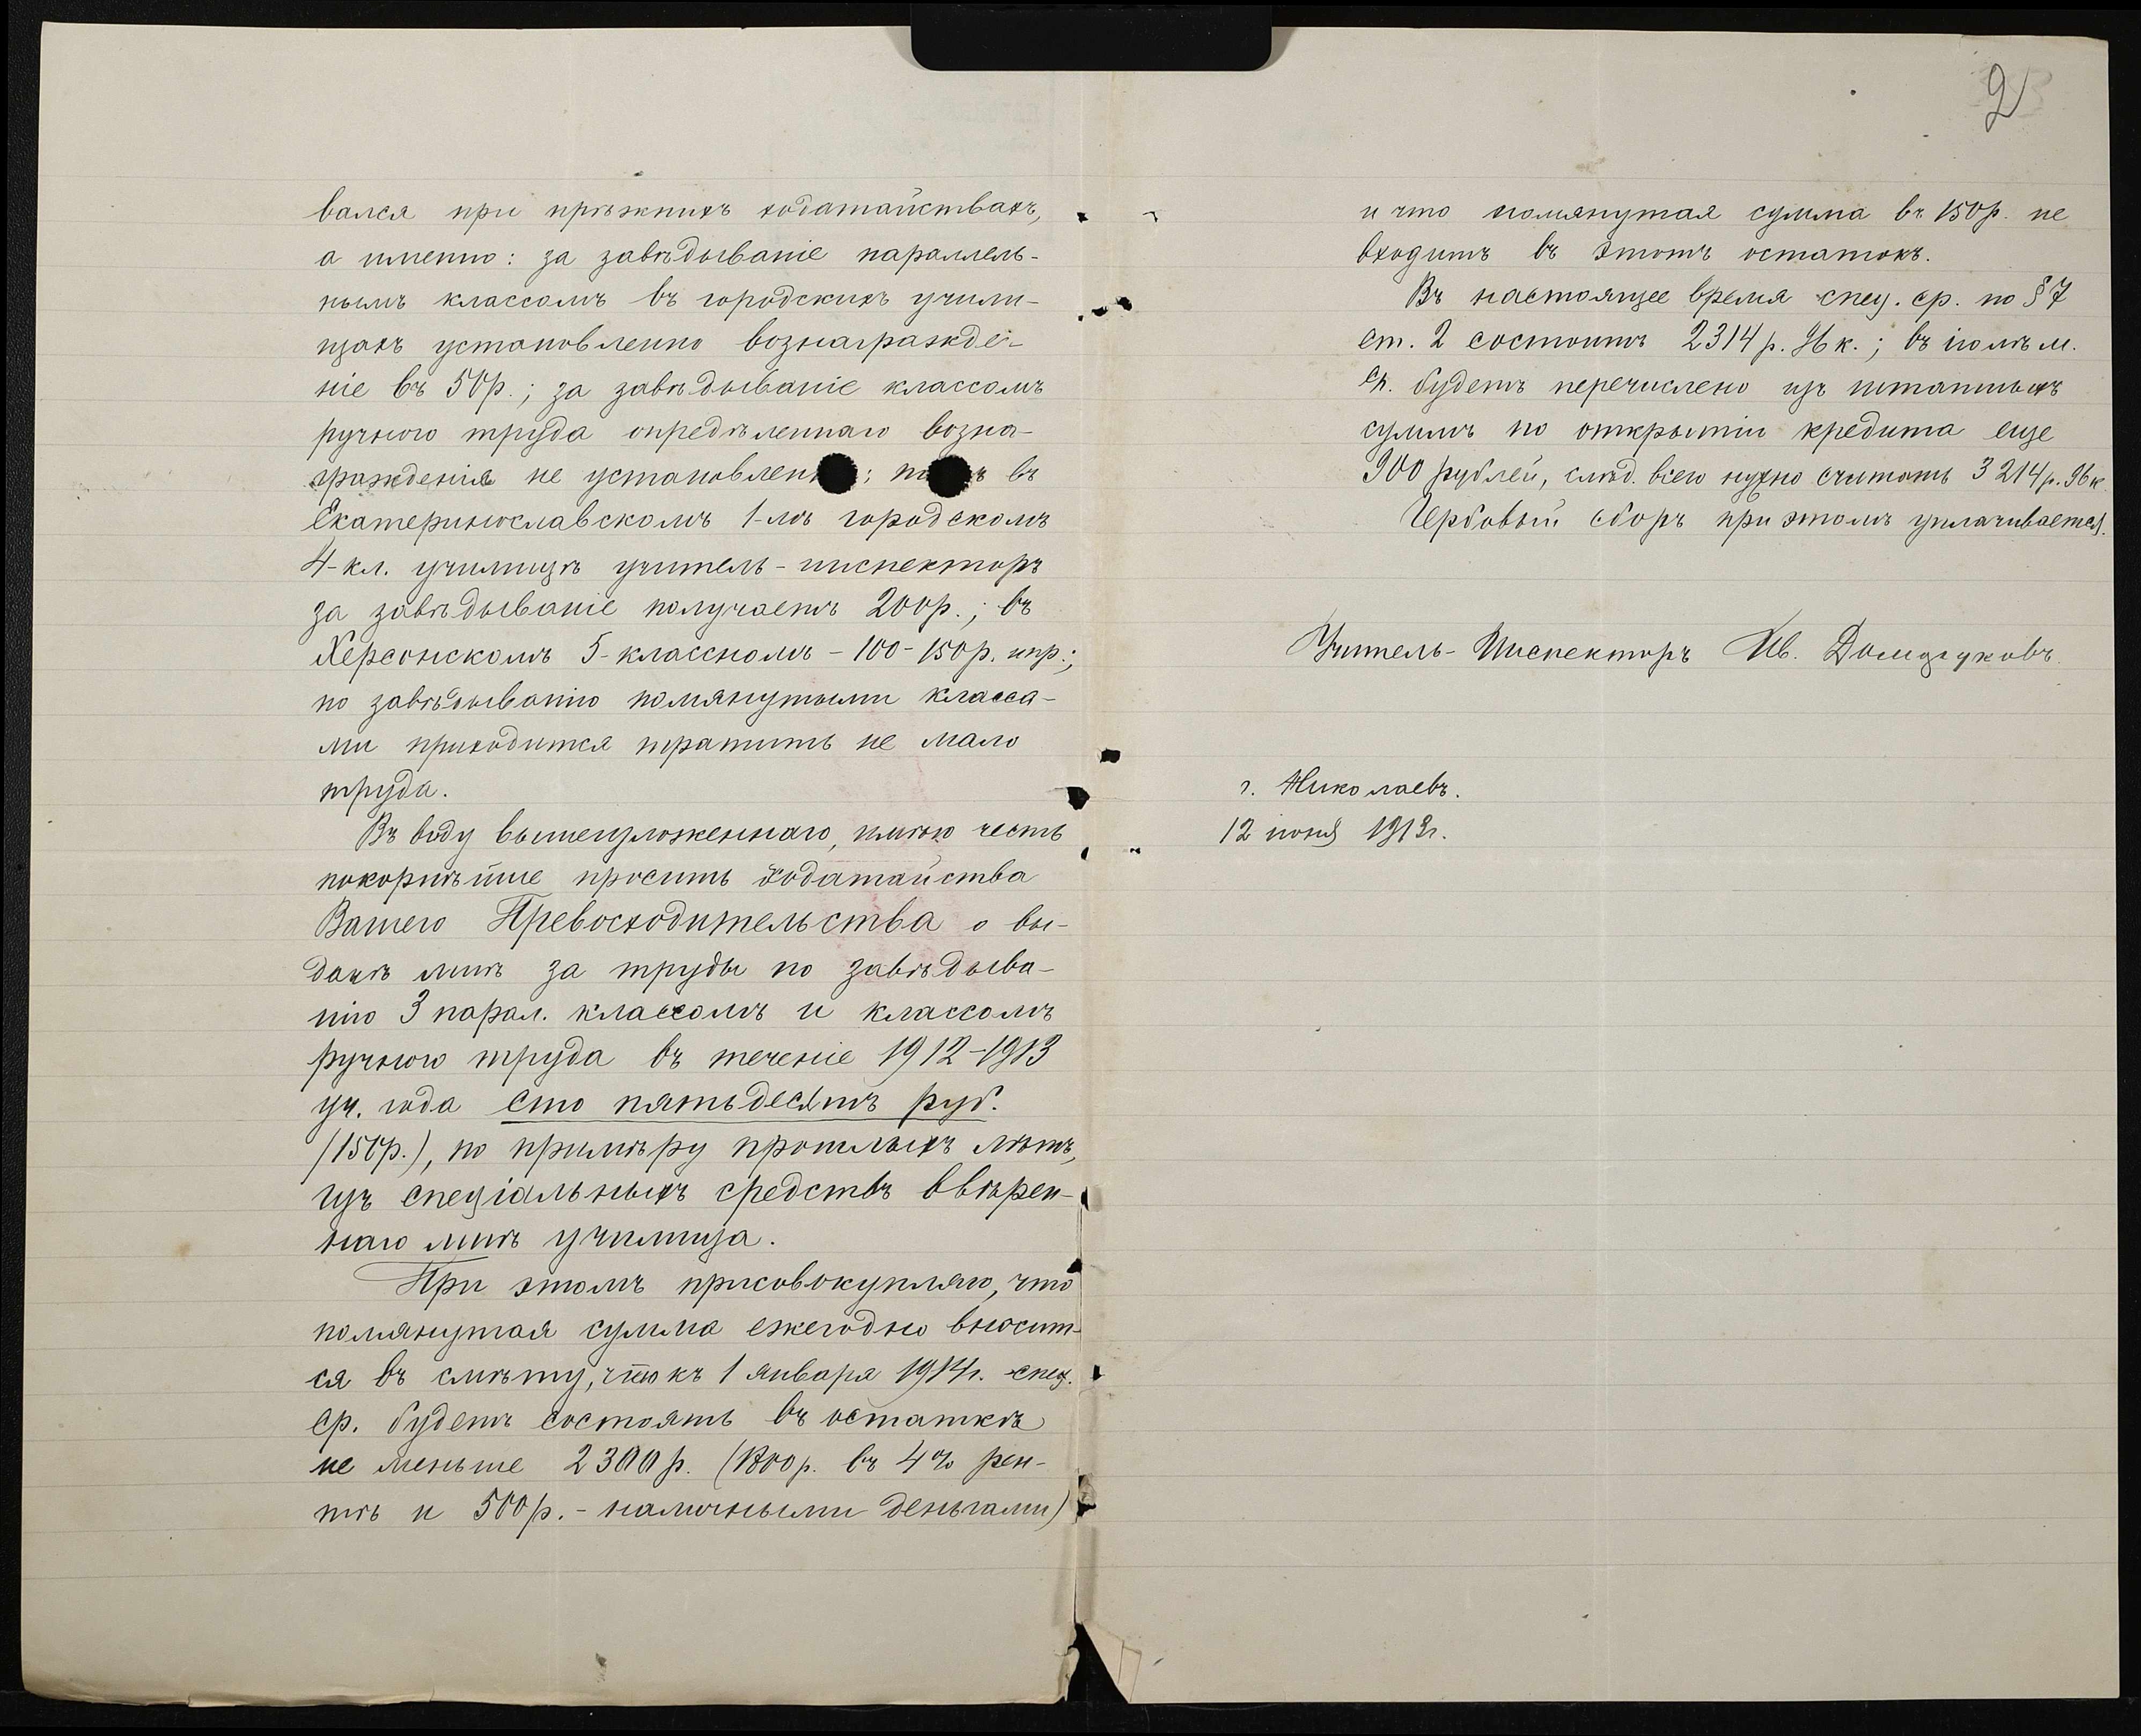 вался при прѣжнихъ ходатайствахъ,
а именно: за завѣдываніе параллель-
нымъ классомъ въ городскихъ учили-
щахъ установленно вознагражде-
ніе въ 50р.; за завѣдываніе классомъ
ручного труда опредѣленнаго возна-
гражденія не установлен ; въ
Екатеринославскомъ 1-мъ городскомъ
4-кл. училищѣ учитель-инспекторъ
за завѣдываніе получаетъ 200р.; въ
Херсонскомъ 5-классномъ - 100-150р. ипр.;
по завѣдыванію помянутыми класса-
ми приходится тратить не мало
труда.
Въ виду вышеизложеннаго, имѣю честь
покорнѣйше просить ходатайства
Вашего Превосходительства о вы-
дачѣ мнѣ за труды по завѣдыва-
нію 3 парал. классомъ и классомъ
ручного труда въ теченіе 1912-1913
уч. года сто пятьдесятъ руб.
(150р.), по примѣру прошлыхъ лѣтъ,
изъ спеціальныхъ средствъ ввѣрен-
наго мнѣ училища.
При этомъ присовокупляю, что
помянутая сумма ежегодно вносит-
ся въ смѣту, что къ 1 января 1914г. спец.
ср. будетъ состоять въ остаткѣ
не меньше 2300р. (1800р. въ 4% рен-
тѣ и 500р. - наличными деньгами)
2
и что помянутая сумма въ 150р. не
входитъ въ этотъ остатокъ.
Въ настоящее время спец. ср. по §7
ст. 2 состоитъ 2314 р. 96 к.; въ іюлѣ м.
с.г. будетъ перечислено изъ штатныхъ
суммъ по открытіи кредита еще
900 рублей, слѣд. всего нужно считать 3214р. 96к.
Гербовый сборъ при этомъ уплачивается.
Учитель-Инспекторъ Ив.
г. Николаевъ.
12 іюня 1913г.